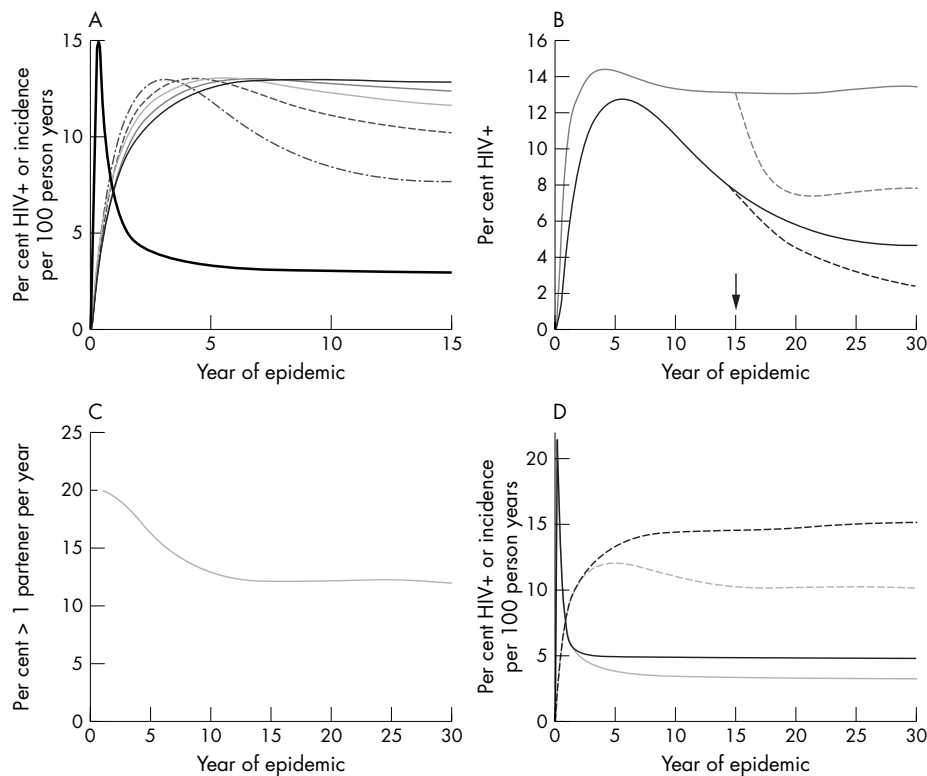 A
15
10
5
0
Per cent HIV+ or incidence
per 100 person years
0 5 10 15
Year of epidemic
B
16
14
12
10
8
6
4
2
0
Per cent HIV+
0 5 10 15 20 25 30
Year of epidemic
C
25
20
15
10
5
0
Per cent > 1 partener per year
0 5 10 15 20 25 30
Year of epidemic
D
20
15
10
5
0
Per cent HIV+ or incidence
per 100 person years
0 5 10 15 20 25 30
Year of epidemic